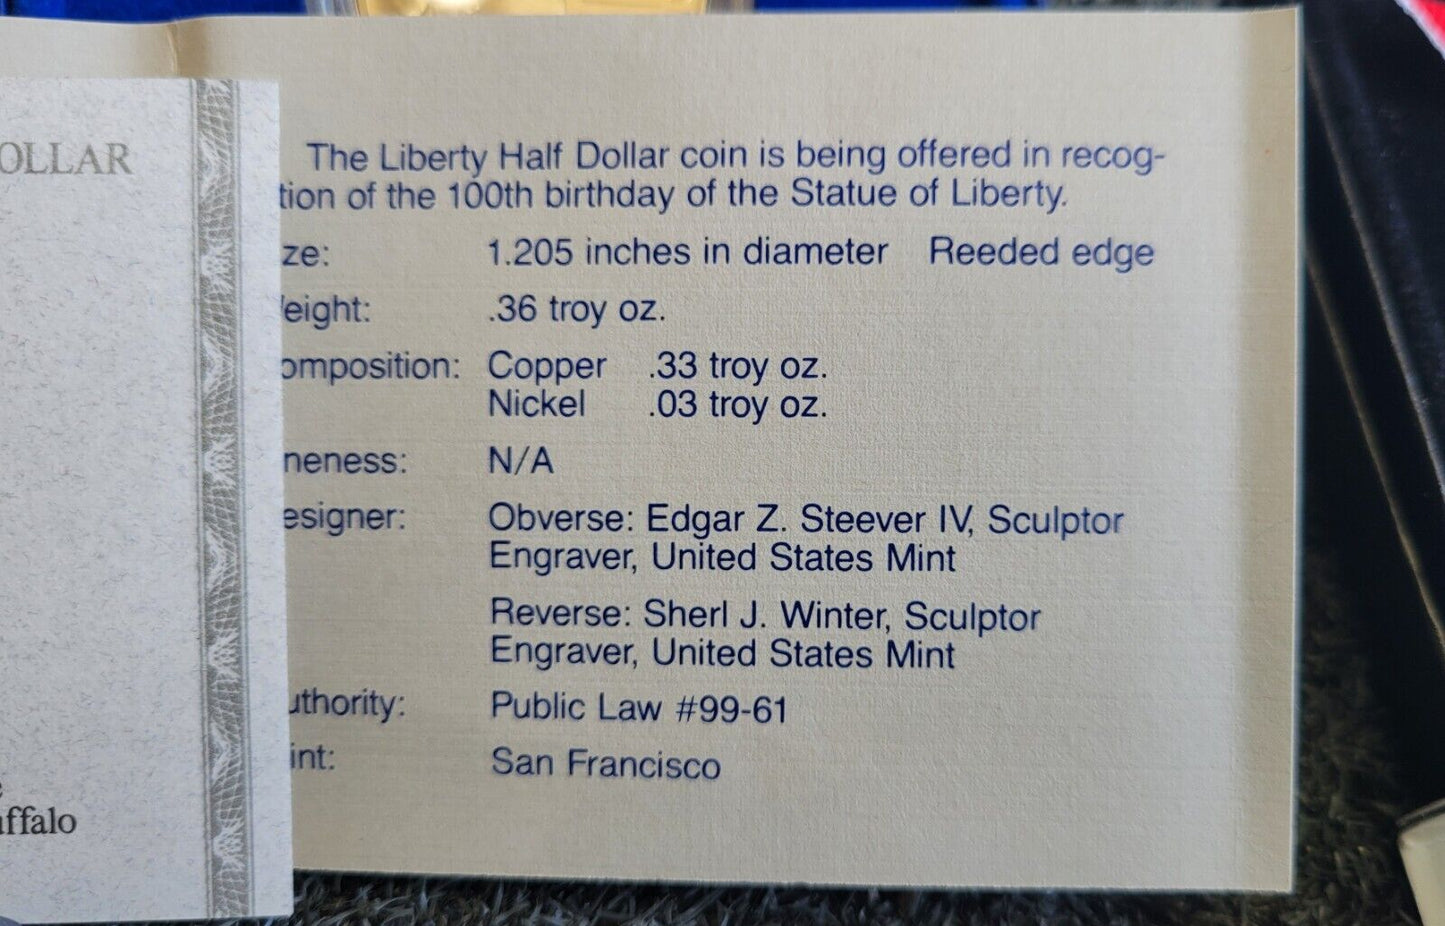 OLLAR
The Liberty Half Dollar coin is being offered in recog-
tion of the 100th birthday of the Statue of Liberty.
ze: 1.205 inches in diameter Reeded edge
eight: .36 troy oz.
omposition: Copper .33 troy oz.
Nickel .03 troy oz.
neness: N/A
esigner: Obverse: Edgar Z. Steever IV, Sculptor
Engraver, United States Mint
Reverse: Sherl J. Winter, Sculptor
Engraver, United States Mint
uthority: Public Law #99-61
int: San Francisco
ffalo